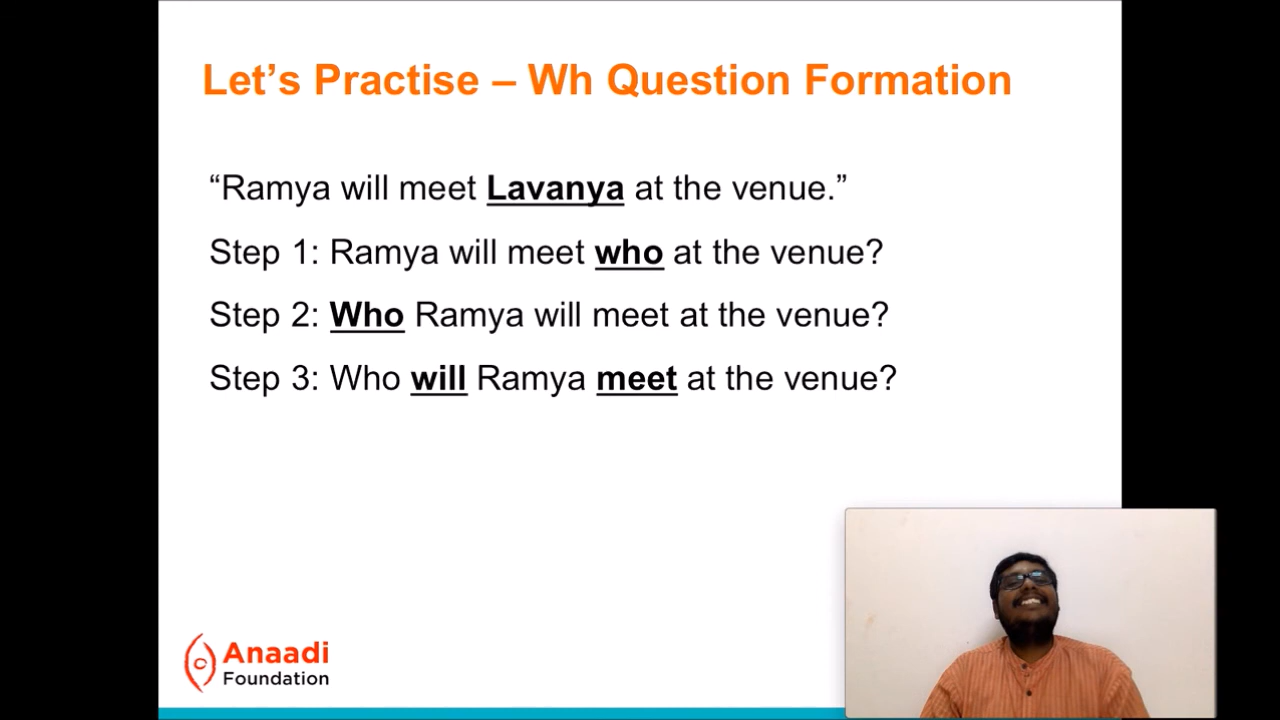 Let’s Practise – Wh Question Formation
“Ramya will meet Lavanya at the venue.”
Step 1: Ramya will meet who at the venue?
Step 2: Who Ramya will meet at the venue?
Step 3: Who will Ramya meet at the venue?
Anaadi
Foundation